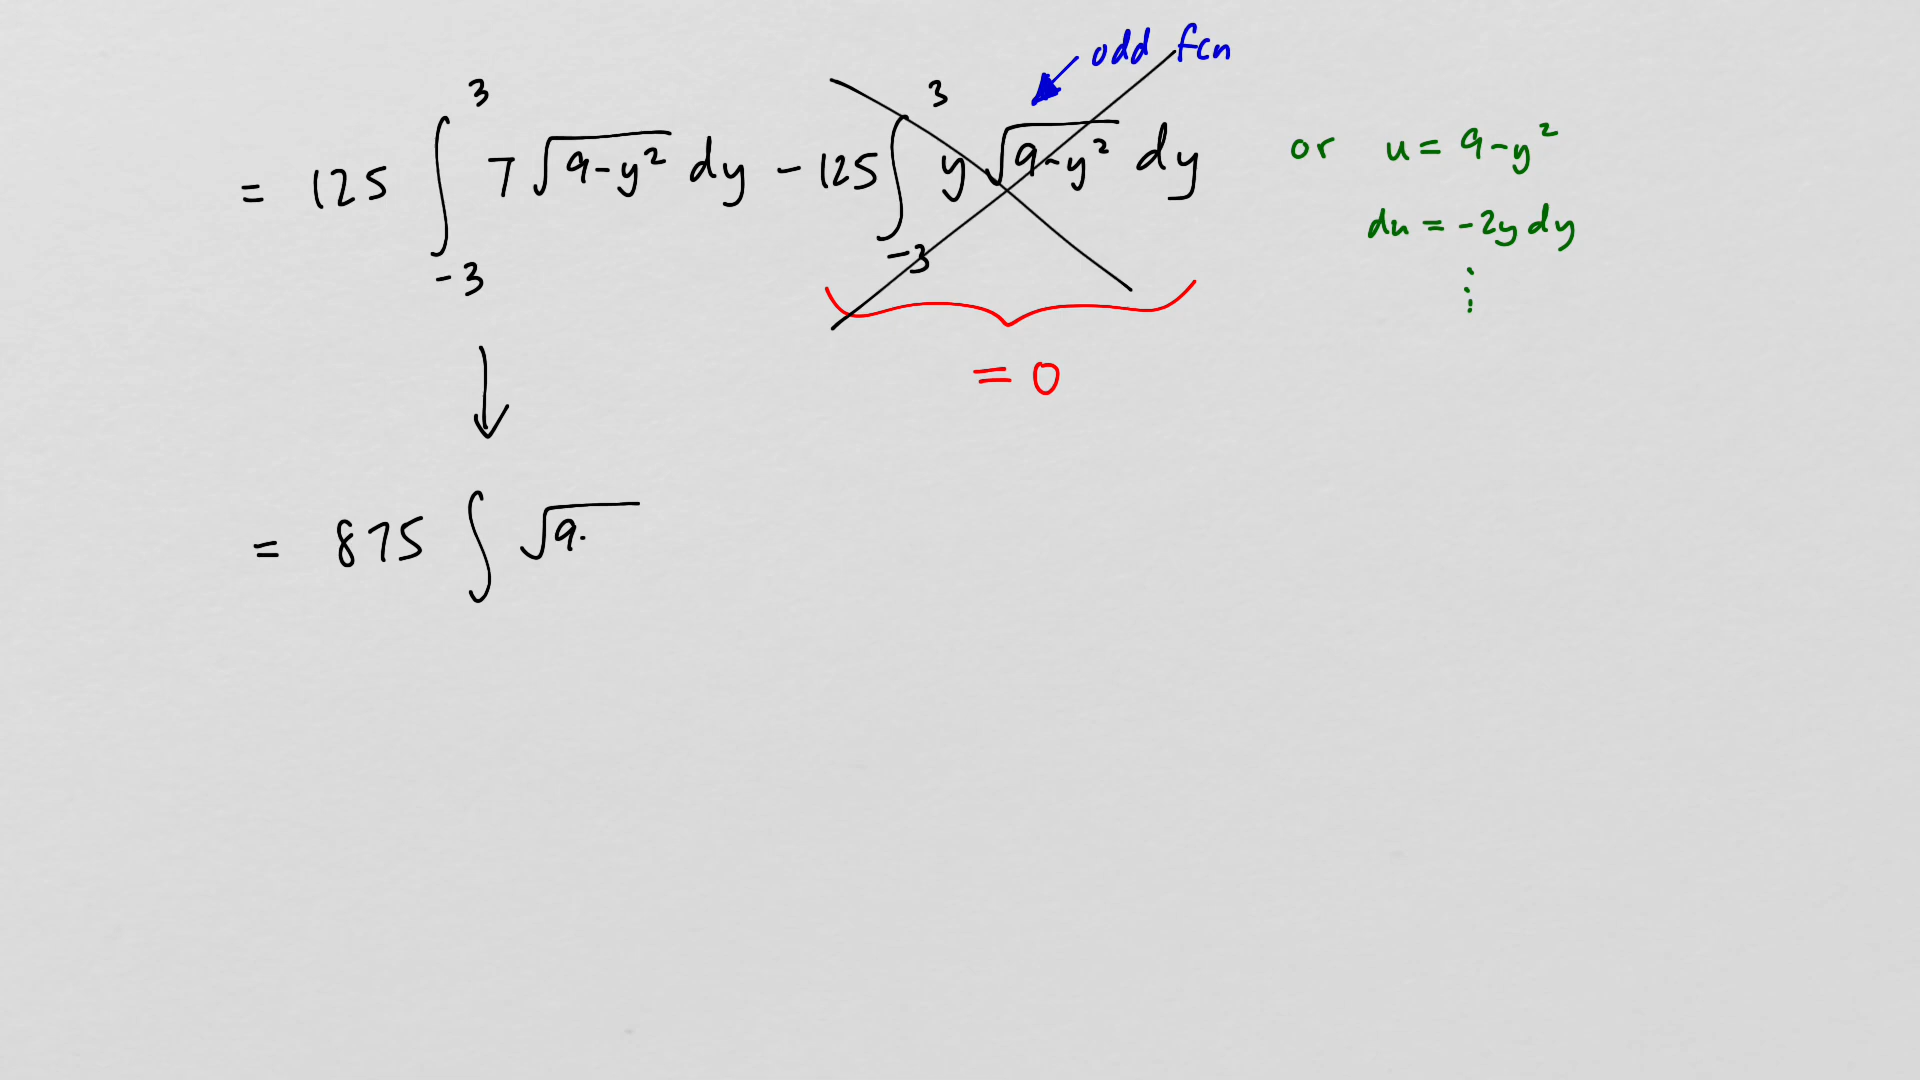 odd fcn
= 125 ∫_{-3}^{3} 7 √(9-y²) dy - 125 ∫_{-3}^{3} y √(9-y²) dy or u = 9-y²
du = -2y dy
⋮
= 0
= 875 ∫ √9.